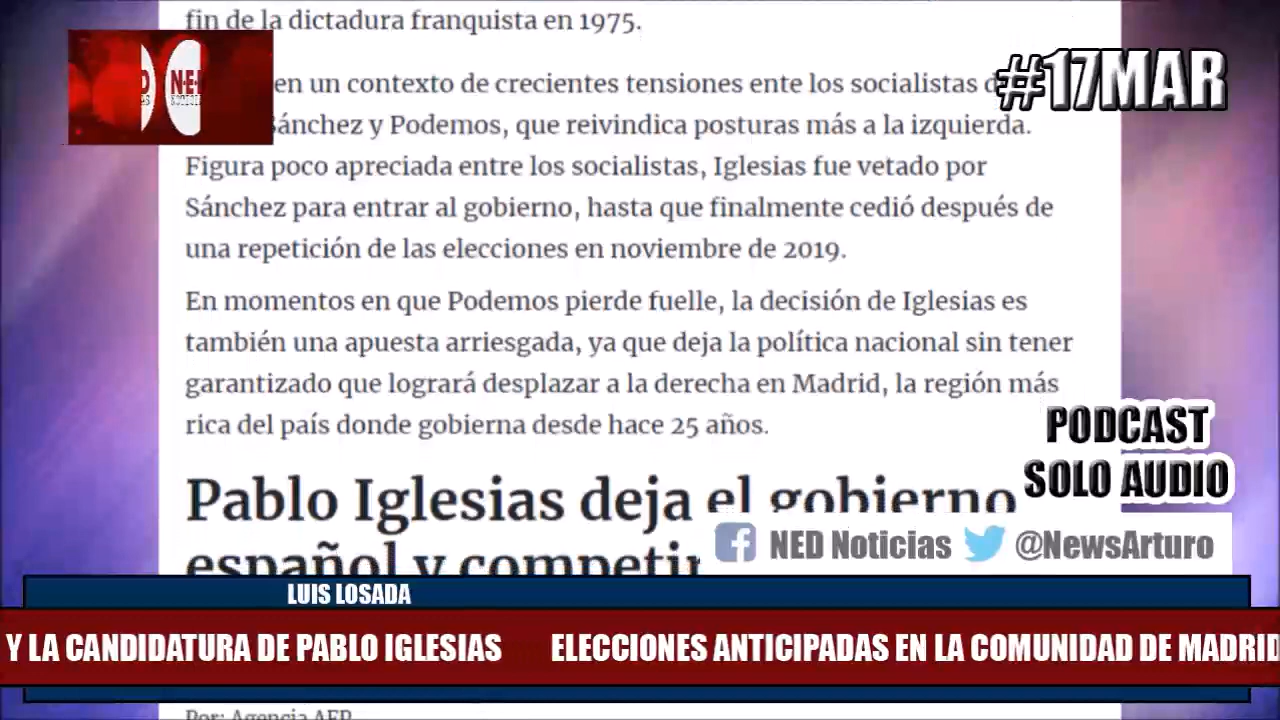 fin de la dictadura franquista en 1975.
#17MAR
en un contexto de crecientes tensiones ente los socialistas
Sánchez y Podemos, que reivindica posturas más a la izquierda.
Figura poco apreciada entre los socialistas, Iglesias fue vetado por
Sánchez para entrar al gobierno, hasta que finalmente cedió después de
una repetición de las elecciones en noviembre de 2019.
En momentos en que Podemos pierde fuelle, la decisión de Iglesias es
también una apuesta arriesgada, ya que deja la política nacional sin tener
garantizado que logrará desplazar a la derecha en Madrid, la región más
rica del país donde gobierna desde hace 25 años.
PODCAST
SOLO AUDIO
Pablo Iglesias deja el gobierno
español y competir
NED Noticias @NewsArturo
LUIS LOSADA
Y LA CANDIDATURA DE PABLO IGLESIAS ELECCIONES ANTICIPADAS EN LA COMUNIDAD DE MADRID
Por: Agencia AFP